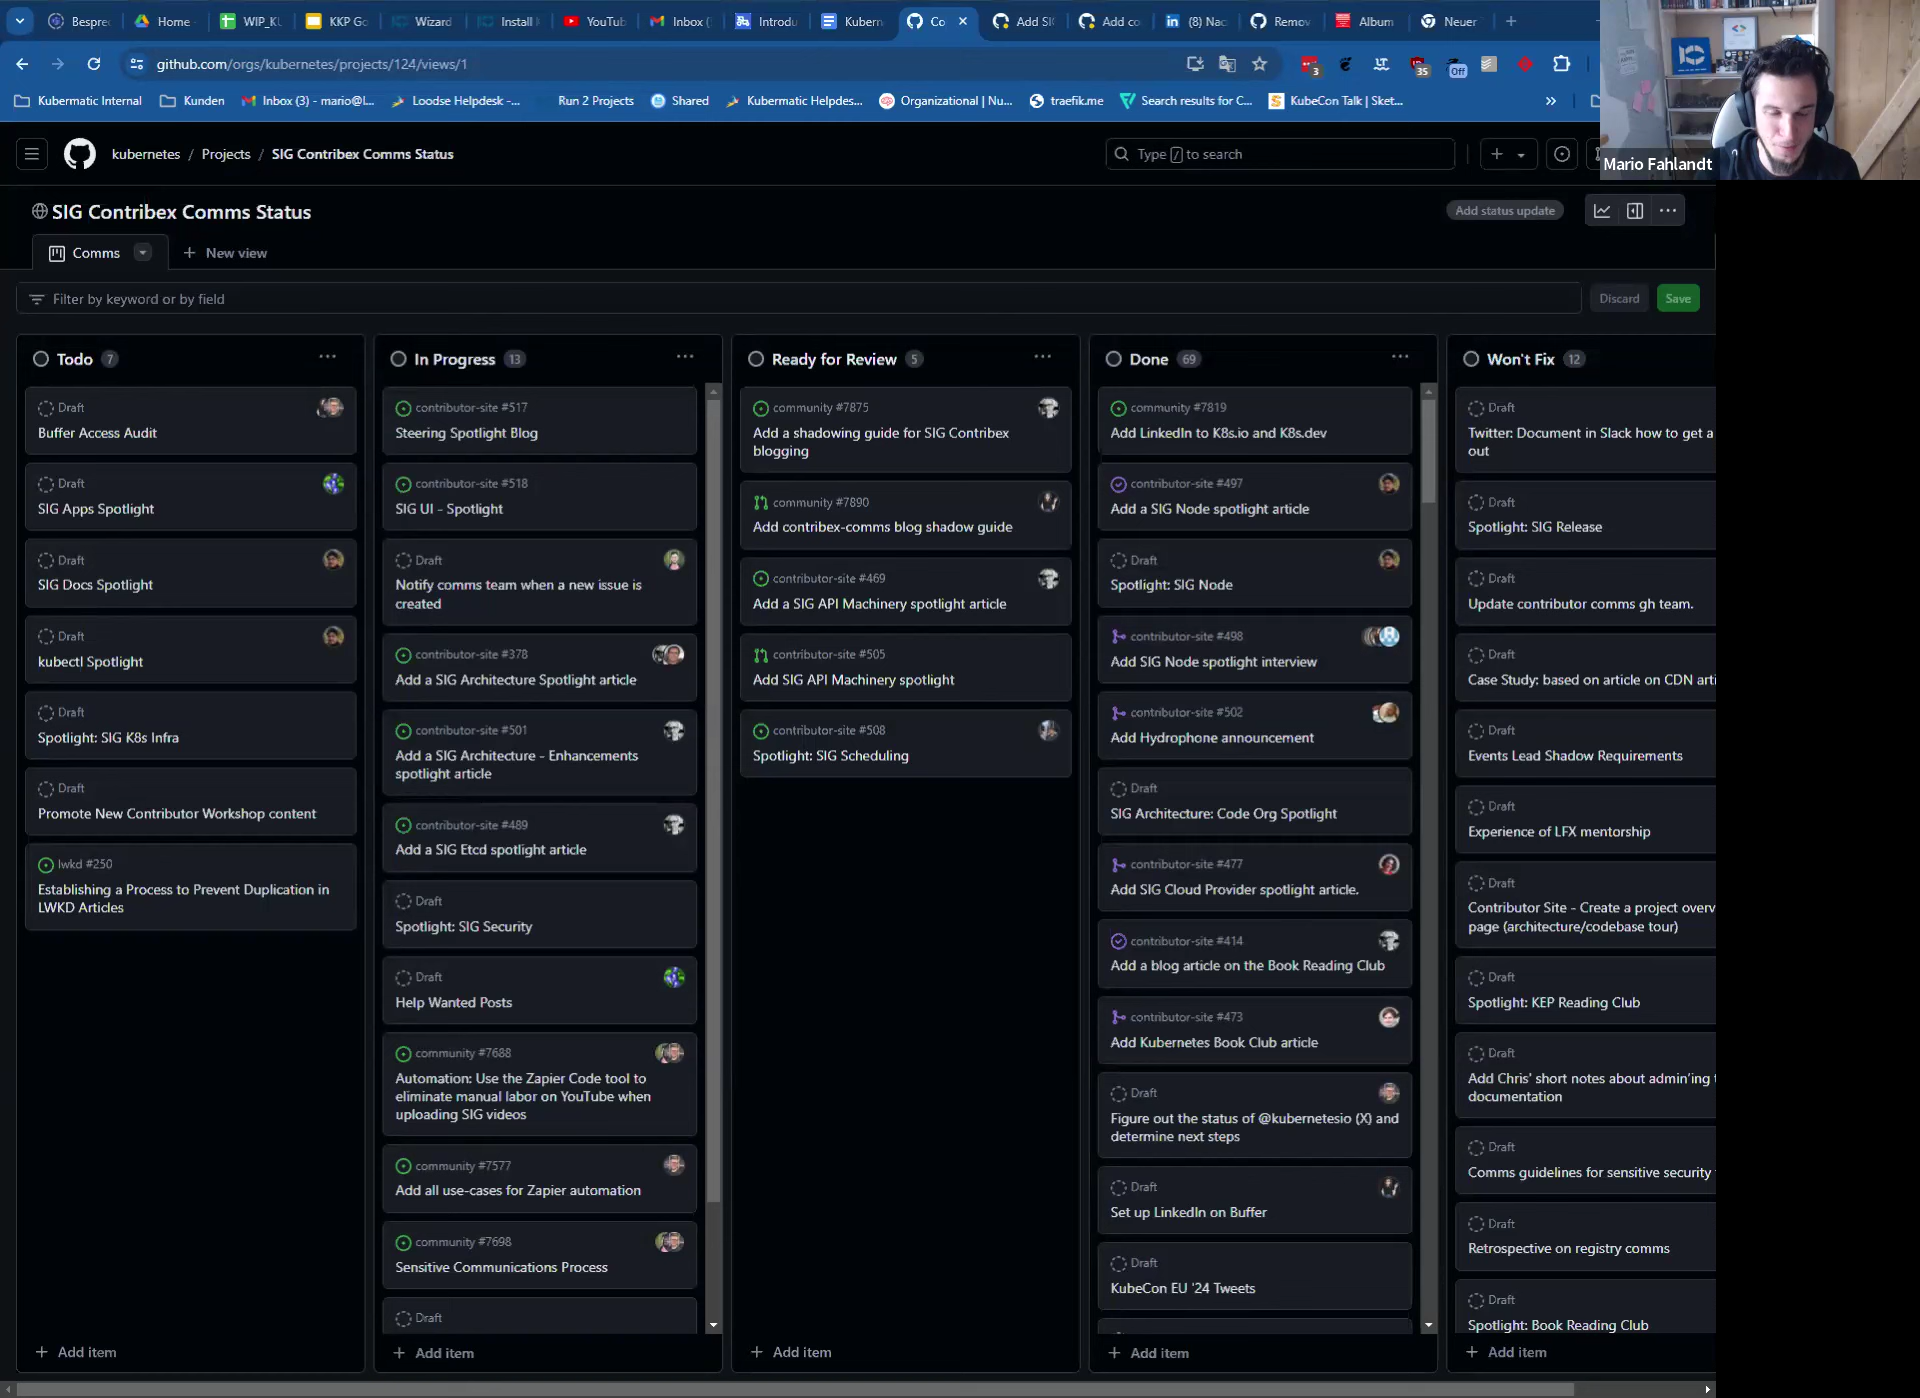 Bespre
Home
WIP_KU
KKP Go
Wizard
Install
YouTub
Inbox (
Introdu
Kubern
Co
Add SI
Add co
(8) Nac
Remov
Album
Neuer
github.com/orgs/kubernetes/projects/124/views/1
3
35
Off
Kubermatic Internal
Kunden
Inbox (3) - mario@l...
Loodse Helpdesk -...
Run 2 Projects
Shared
Kubermatic Helpdes...
Organizational | Nu...
traefik.me
Search results for C...
KubeCon Talk | Sket...
Mario Fahlandt
kubernetes / Projects / SIG Contribex Comms Status
Type / to search
SIG Contribex Comms Status
Add status update
Comms
New view
Filter by keyword or by field
Discard
Save
Todo 7
Draft
Buffer Access Audit
Draft
SIG Apps Spotlight
Draft
SIG Docs Spotlight
Draft
kubectl Spotlight
Draft
Spotlight: SIG K8s Infra
Draft
Promote New Contributor Workshop content
lwkd #250
Establishing a Process to Prevent Duplication in
LWKD Articles
+ Add item
In Progress 13
contributor-site #517
Steering Spotlight Blog
contributor-site #518
SIG UI - Spotlight
Draft
Notify comms team when a new issue is
created
contributor-site #378
Add a SIG Architecture Spotlight article
contributor-site #501
Add a SIG Architecture - Enhancements
spotlight article
contributor-site #489
Add a SIG Etcd spotlight article
Draft
Spotlight: SIG Security
Draft
Help Wanted Posts
community #7688
Automation: Use the Zapier Code tool to
eliminate manual labor on YouTube when
uploading SIG videos
community #7577
Add all use-cases for Zapier automation
community #7698
Sensitive Communications Process
Draft
+ Add item
Ready for Review 5
community #7875
Add a shadowing guide for SIG Contribex
blogging
community #7890
Add contribex-comms blog shadow guide
contributor-site #469
Add a SIG API Machinery spotlight article
contributor-site #505
Add SIG API Machinery spotlight
contributor-site #508
Spotlight: SIG Scheduling
+ Add item
Done 69
community #7819
Add LinkedIn to K8s.io and K8s.dev
contributor-site #497
Add a SIG Node spotlight article
Draft
Spotlight: SIG Node
contributor-site #498
Add SIG Node spotlight interview
contributor-site #502
Add Hydrophone announcement
Draft
SIG Architecture: Code Org Spotlight
contributor-site #477
Add SIG Cloud Provider spotlight article.
contributor-site #414
Add a blog article on the Book Reading Club
contributor-site #473
Add Kubernetes Book Club article
Draft
Figure out the status of @kubernetesio (X) and
determine next steps
Draft
Set up LinkedIn on Buffer
Draft
KubeCon EU '24 Tweets
+ Add item
Won't Fix 12
Draft
Twitter: Document in Slack how to get a
out
Draft
Spotlight: SIG Release
Draft
Update contributor comms gh team.
Draft
Case Study: based on article on CDN arti
Draft
Events Lead Shadow Requirements
Draft
Experience of LFX mentorship
Draft
Contributor Site - Create a project overv
page (architecture/codebase tour)
Draft
Spotlight: KEP Reading Club
Draft
Add Chris' short notes about admin'ing t
documentation
Draft
Comms guidelines for sensitive security
Draft
Retrospective on registry comms
Draft
Spotlight: Book Reading Club
+ Add item